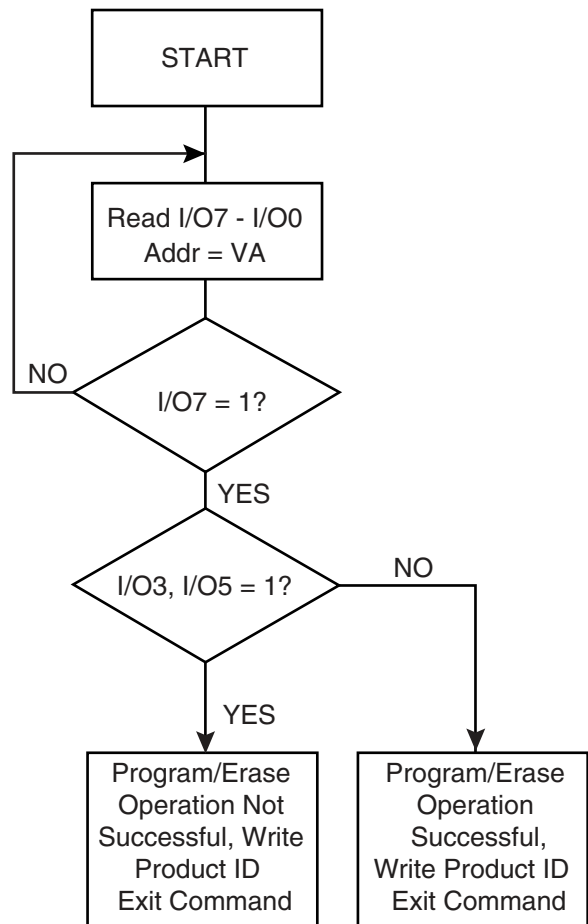 START
Read I/O7 - I/O0
Addr = VA
NO
I/O7 = 1?
YES
I/O3, I/O5 = 1?
NO
YES
Program/Erase
Operation Not
Successful, Write
Product ID
Exit Command
Program/Erase
Operation
Successful,
Write Product ID
Exit Command